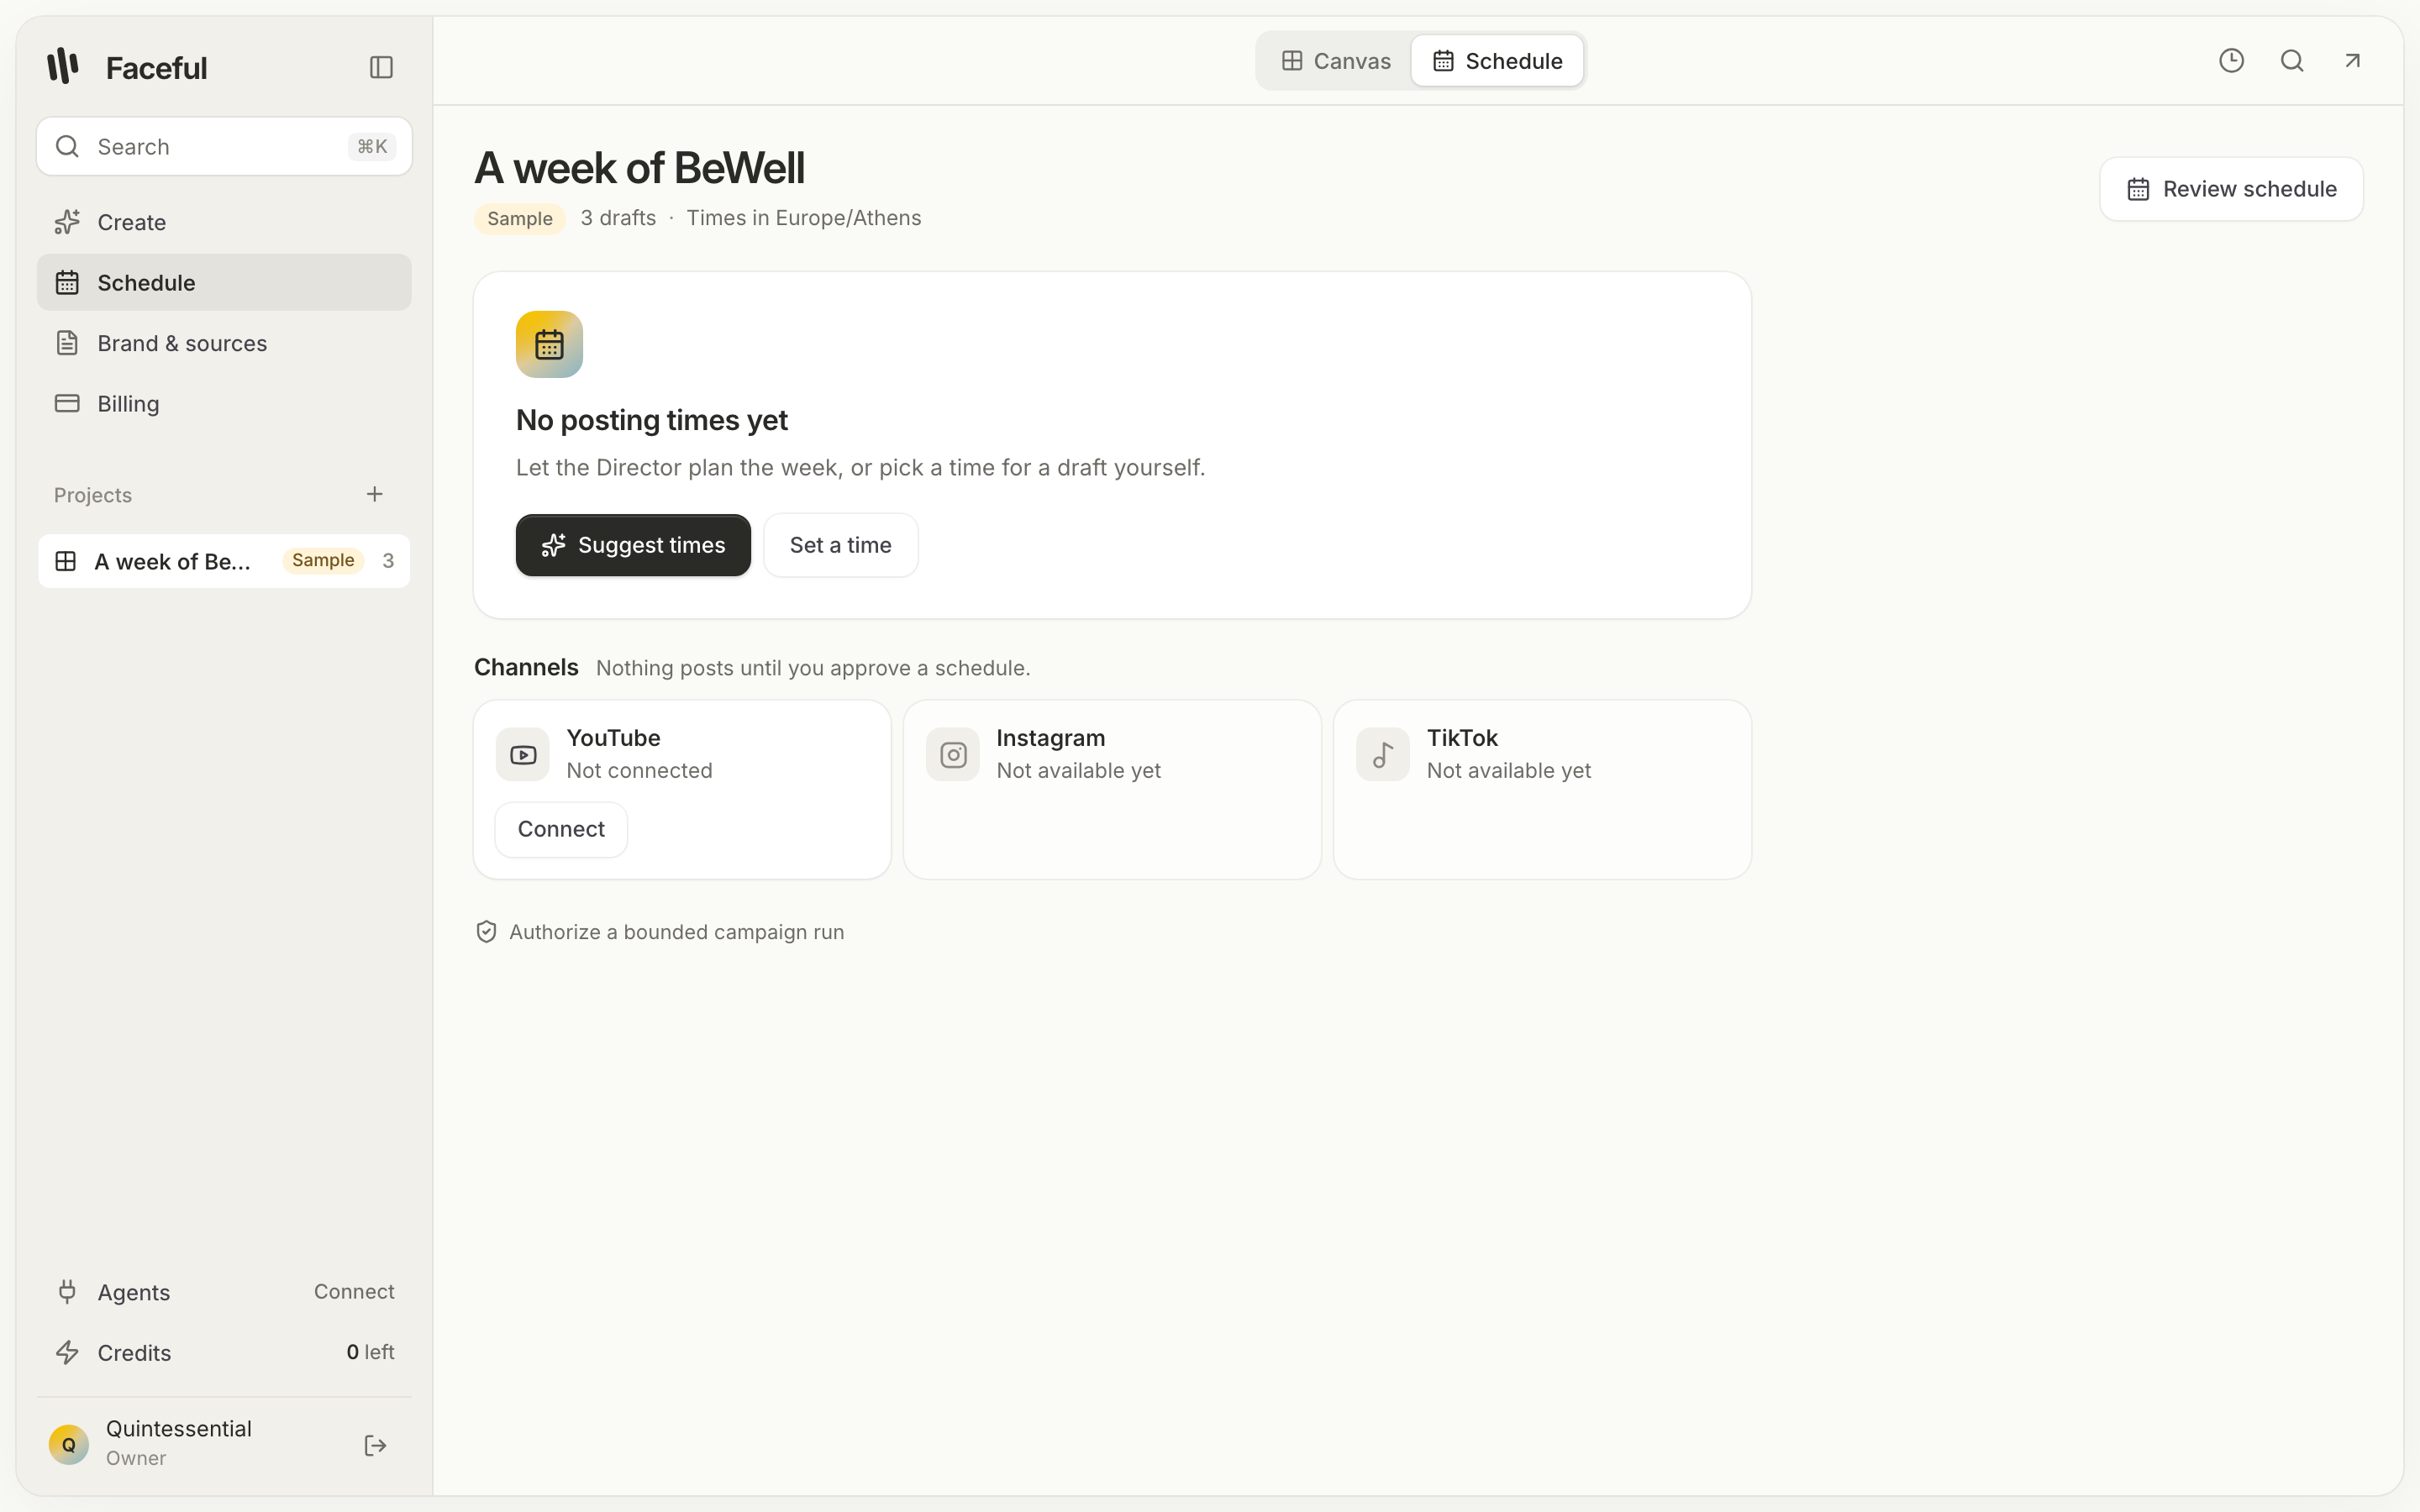 Faceful
Search ⌘K
Create
Schedule
Brand & sources
Billing
Projects
A week of Be... Sample 3
Agents Connect
Credits 0 left
Q
Quintessential
Owner
Canvas Schedule
A week of BeWell
Sample 3 drafts · Times in Europe/Athens
Review schedule
No posting times yet
Let the Director plan the week, or pick a time for a draft yourself.
Suggest times Set a time
Channels Nothing posts until you approve a schedule.
YouTube
Not connected
Connect
Instagram
Not available yet
TikTok
Not available yet
Authorize a bounded campaign run